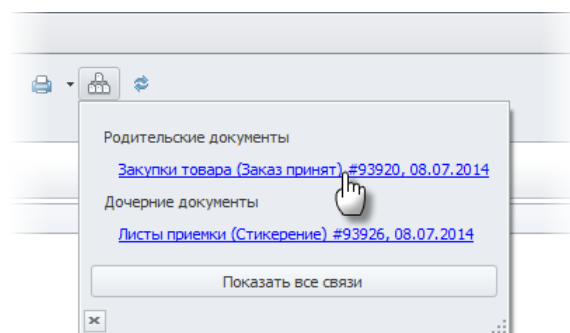 Родительские документы
Закупки товара (Заказ принят) #93920, 08.07.2014
Дочерние документы
Листы приемки (Стикерение) #93926, 08.07.2014
Показать все связи